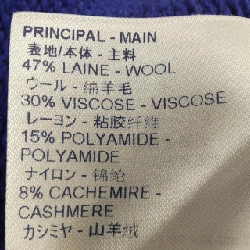 PRINCIPAL - MAIN
表地/本体 - 主料
47% LAINE - WOOL
ウール - 绵羊毛
30% VISCOSE - VISCOSE
レーヨン - 粘胶纤维
15% POLYAMIDE -
POLYAMIDE
ナイロン - 锦纶
8% CACHEMIRE -
CASHMERE
カシミヤ - 山羊绒